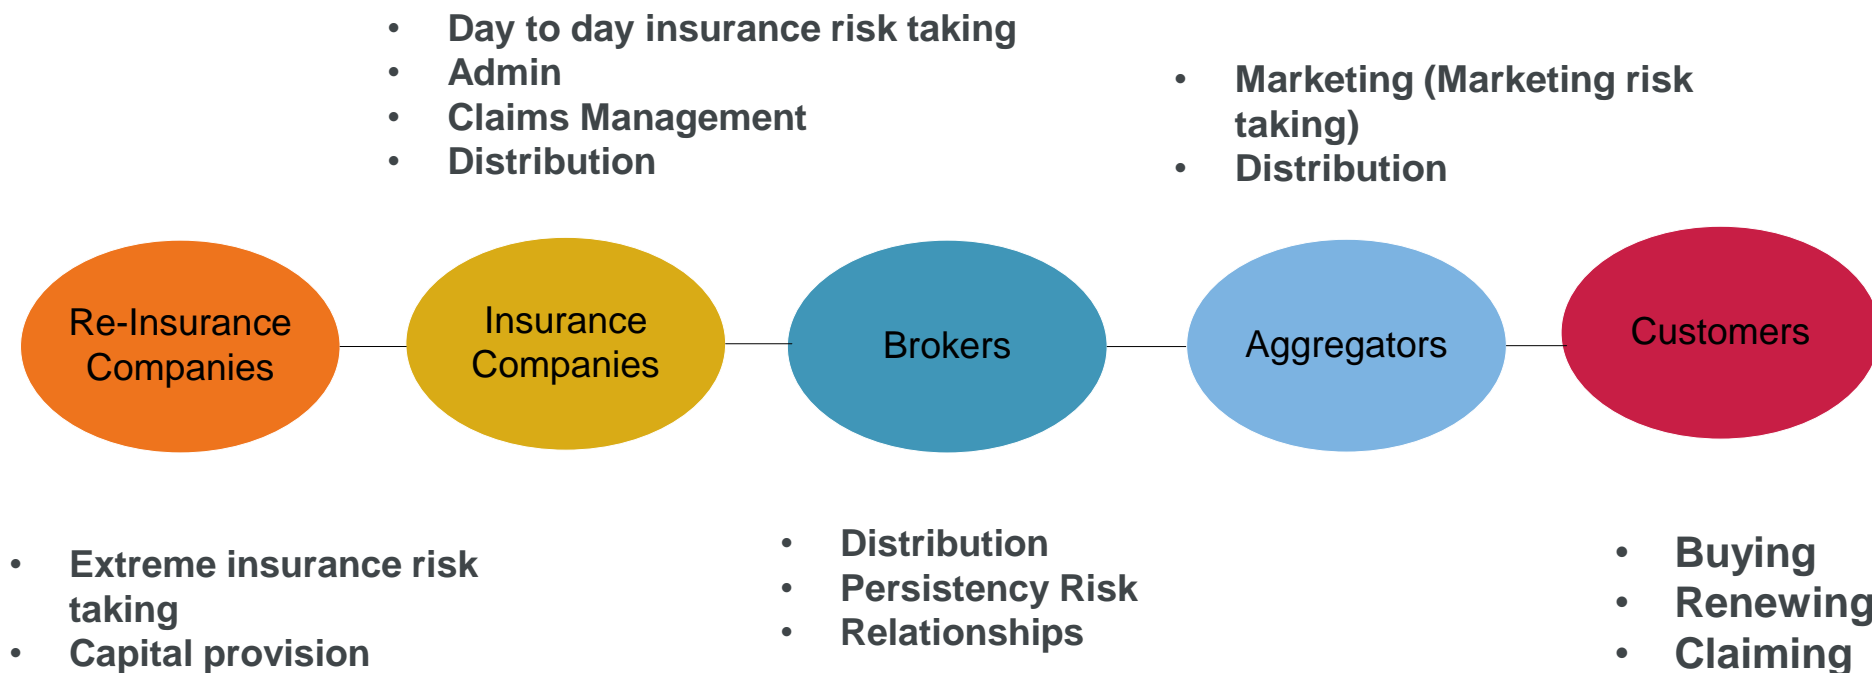 • Day to day insurance risk taking
• Admin
• Claims Management
• Distribution
• Marketing (Marketing risk
taking)
• Distribution
Re-Insurance
Companies
Insurance
Companies
Brokers
Aggregators
Customers
• Extreme insurance risk
taking
• Capital provision
• Distribution
• Persistency Risk
• Relationships
• Buying
• Renewing
• Claiming